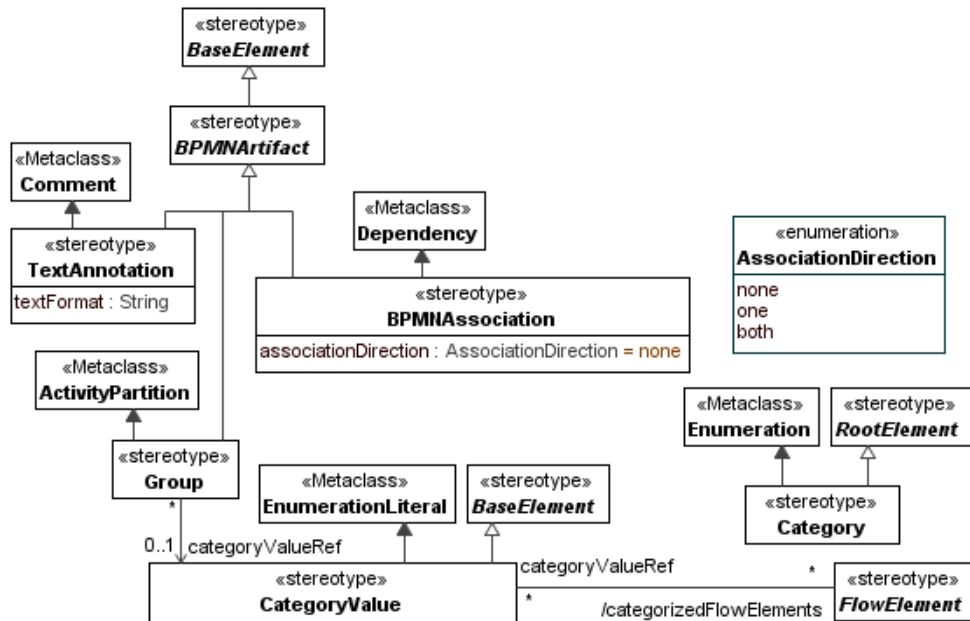 «stereotype»
BaseElement
«stereotype»
BPMNArtifact
«Metaclass»
Comment
«stereotype»
TextAnnotation
textFormat : String
«Metaclass»
Dependency
«stereotype»
BPMNAssociation
associationDirection : AssociationDirection = none
«enumeration»
AssociationDirection
none
one
both
«Metaclass»
ActivityPartition
«stereotype»
Group
*
0..1 categoryValueRef
«Metaclass»
EnumerationLiteral
«stereotype»
BaseElement
«Metaclass»
Enumeration
«stereotype»
RootElement
«stereotype»
Category
«stereotype»
CategoryValue
categoryValueRef
*
*
/categorizedFlowElements
«stereotype»
FlowElement